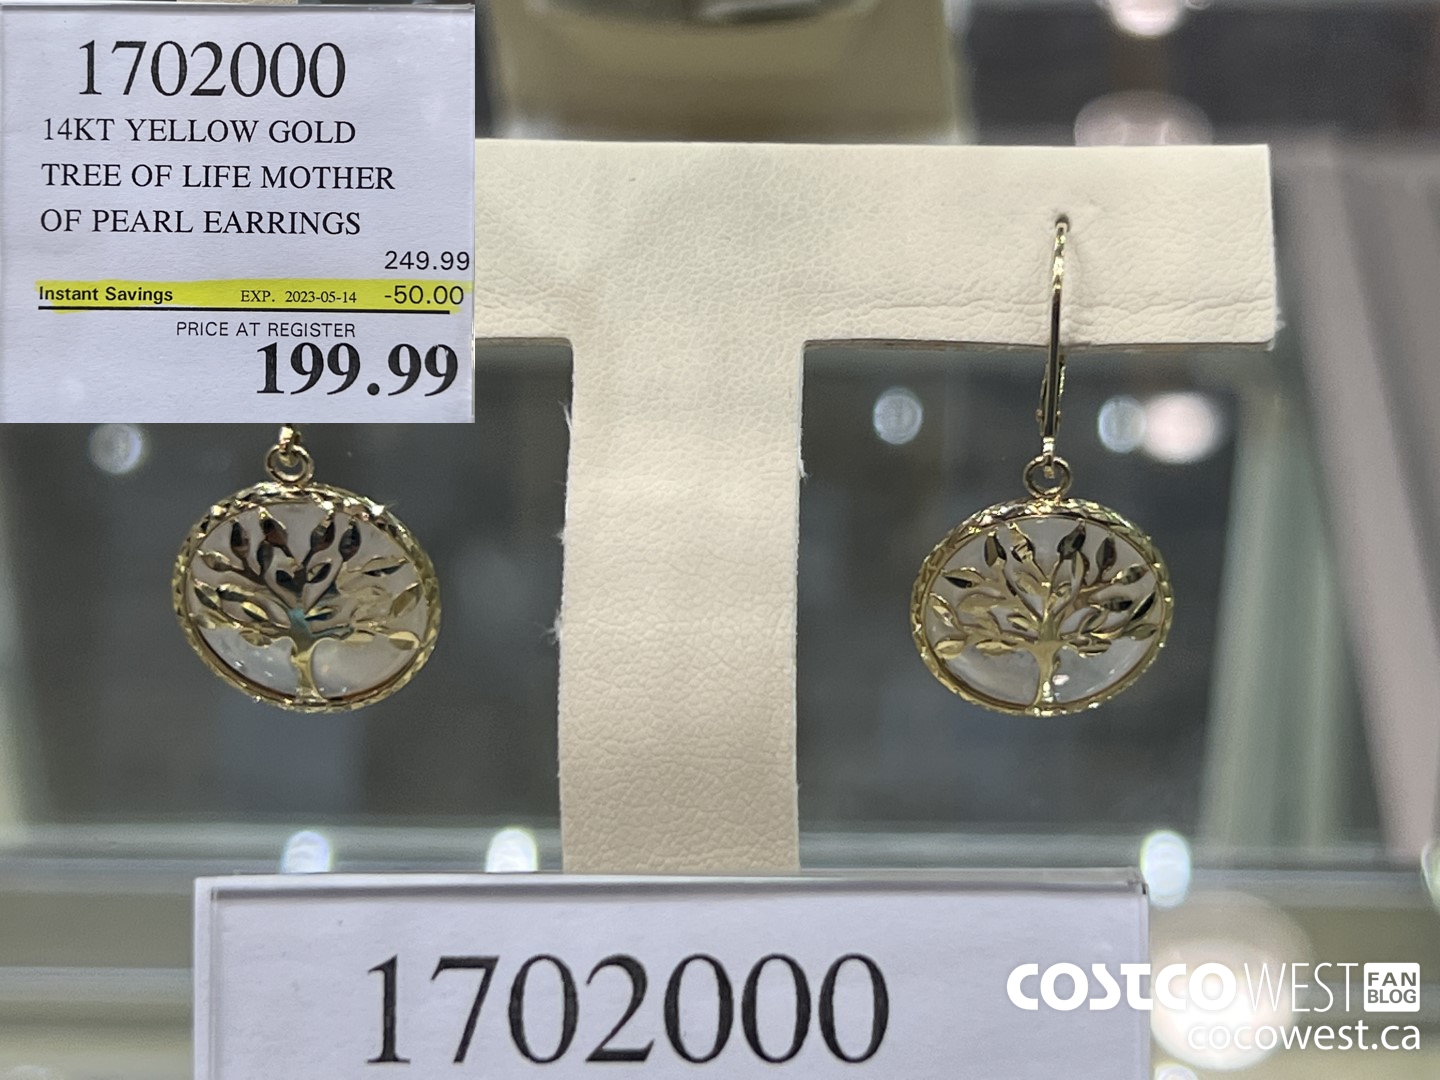 1702000
14KT YELLOW GOLD
TREE OF LIFE MOTHER
OF PEARL EARRINGS
249.99
Instant Savings EXP. 2023-05-14 -50.00
PRICE AT REGISTER
199.99
1702000
COSTCO WEST FAN BLOG
cocowest.ca